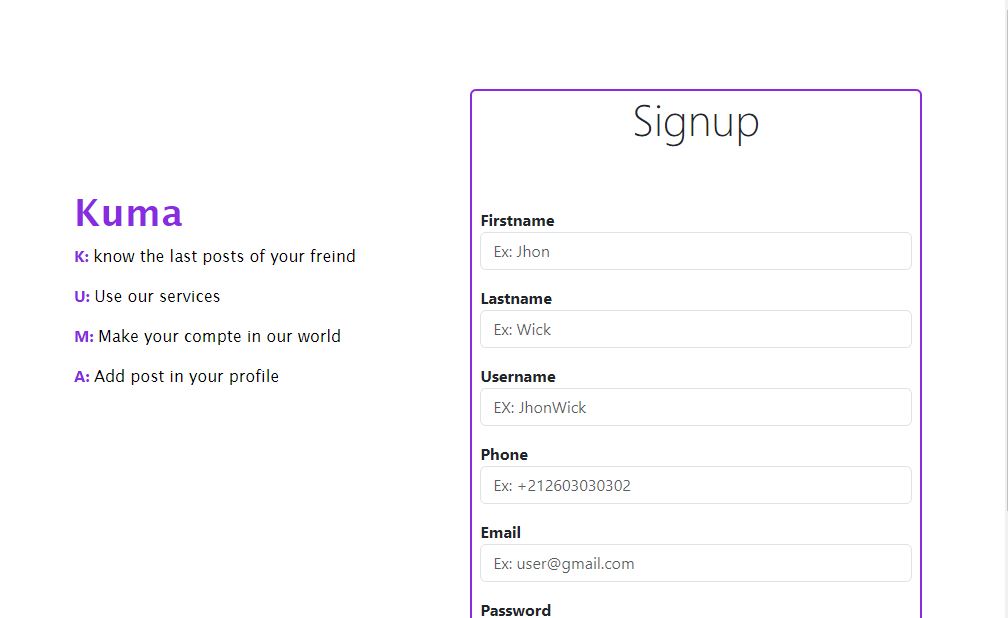 Kuma
K: know the last posts of your freind
U: Use our services
M: Make your compte in our world
A: Add post in your profile
Signup
Firstname
Ex: Jhon
Lastname
Ex: Wick
Username
EX: JhonWick
Phone
Ex: +212603030302
Email
Ex: user@gmail.com
Password